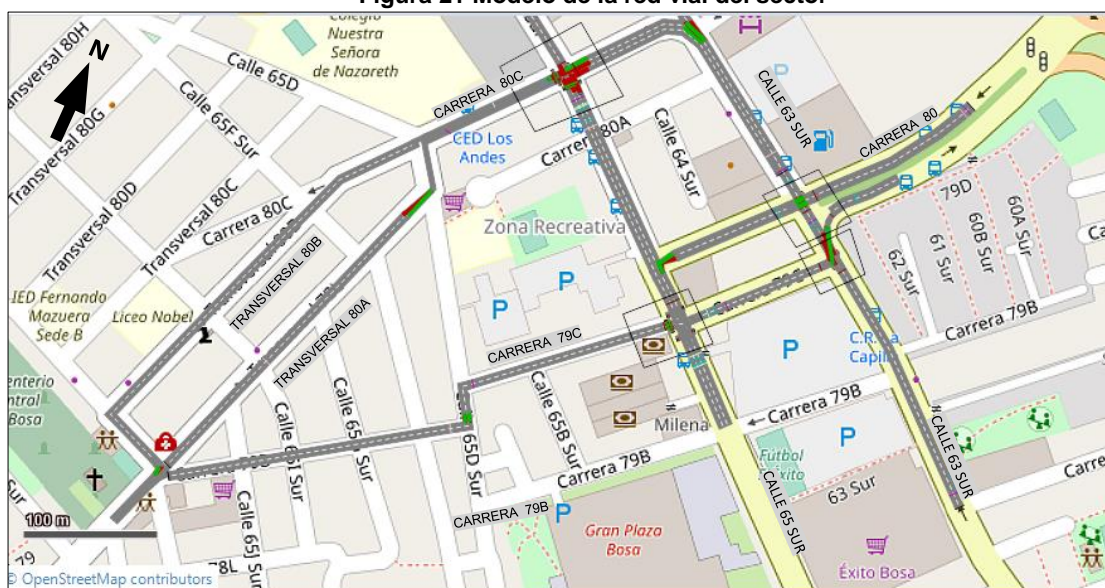 Figura 21 Modelo de la red vial del sector
N
Transversal 80H
Transversal 80G
Transversal 80D
Transversal 80C
Calle 65D
Calle 65F Sur
Colegio
Nuestra
Señora
de Nazareth
CARRERA 80C
CED Los
Andes
Carrera 80A
Calle 64 Sur
CALLE 63 SUR
P
CARRERA 80
79D
60A Sur
60B Sur
61 Sur
62 Sur
Carrera 80C
Transversal 80B
TRANSVERSAL 80B
TRANSVERSAL 80A
Zona Recreativa
P
P
IED Fernando
Mazuera
Sede B
Liceo Nobel
CARRERA 79C
P
Carrera 79B
Calle 65B Sur
65D Sur
Milena
Carrera 79B
P
CALLE 63 SUR
Carrera 79B
CARRERA 79B
P
CALLE 65 SUR
63 Sur
Calle 65I Sur
Calle 65J Sur
78L
Gran Plaza
Bosa
Éxito Bosa
100 m
© OpenStreetMap contributors